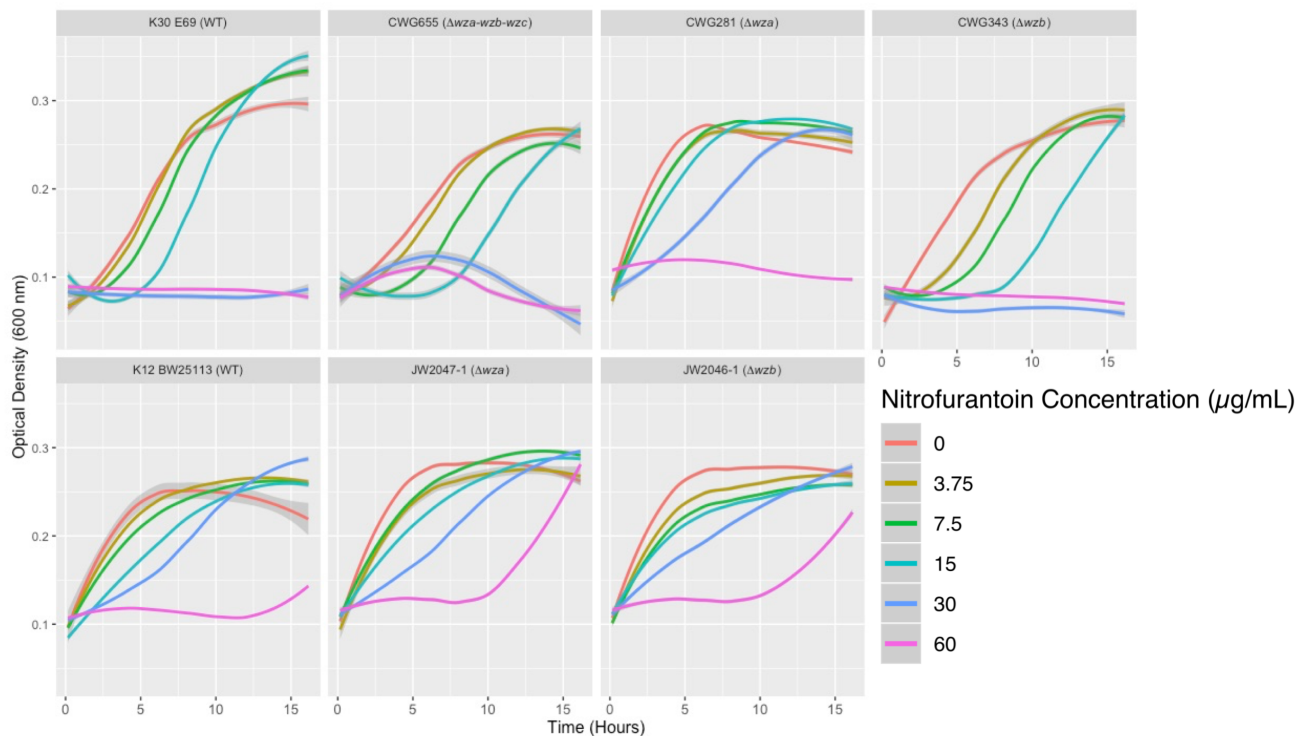 K30 E69 (WT)
CWG655 (Δwza-wzb-wzc)
CWG281 (Δwza)
CWG343 (Δwzb)
0.3
0.2
0.1
0
5
10
15
Optical Density (600 nm)
K12 BW25113 (WT)
JW2047-1 (Δwza)
JW2046-1 (Δwzb)
0.3
0.2
0.1
0
5
10
15
0
5
10
15
0
5
10
15
Time (Hours)
Nitrofurantoin Concentration (µg/mL)
0
3.75
7.5
15
30
60